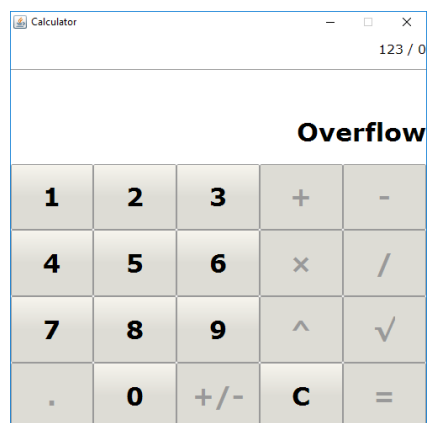 Calculator
123 / 0
Overflow
1 2 3 + -
4 5 6 × /
7 8 9 ^ √
. 0 +/- C =